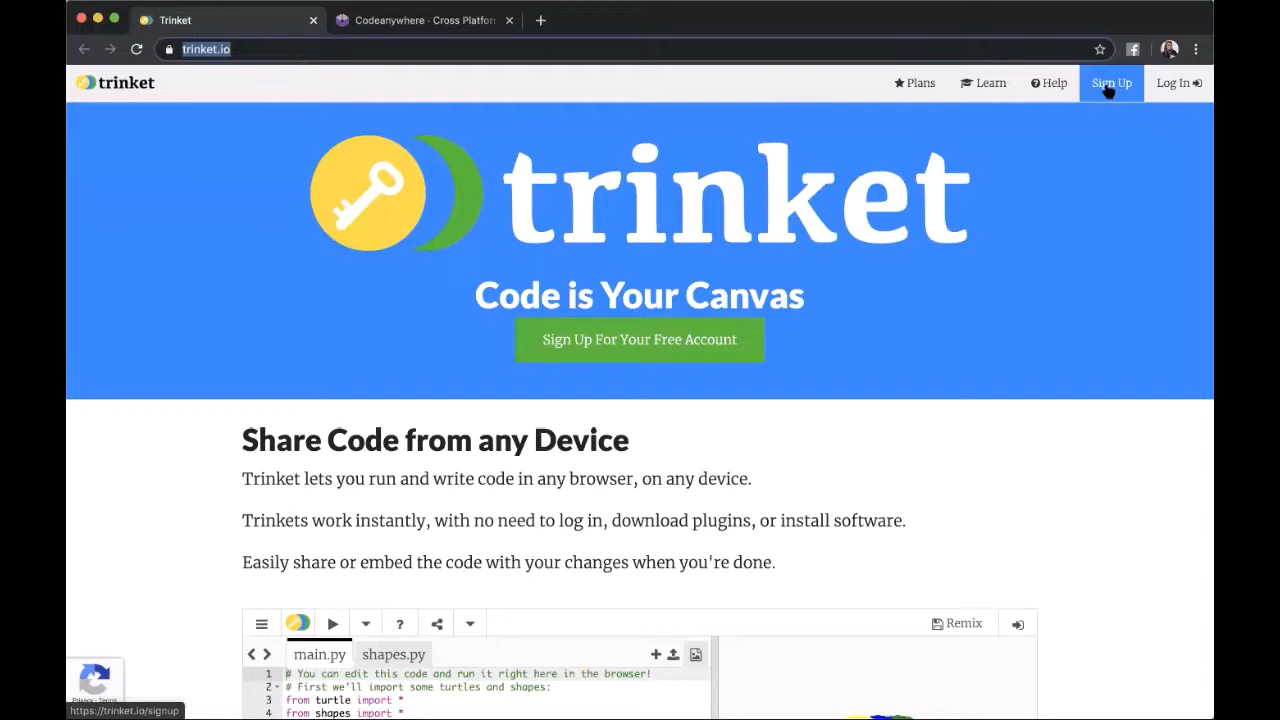 Trinket
Codeanywhere · Cross Platfor
trinket.io
trinket
Plans
Learn
Help
Sign Up
Log In
trinket
Code is Your Canvas
Sign Up For Your Free Account
Share Code from any Device
Trinket lets you run and write code in any browser, on any device.
Trinkets work instantly, with no need to log in, download plugins, or install software.
Easily share or embed the code with your changes when you're done.
Remix
main.py
shapes.py
1 # You can edit this code and run it right here in the browser!
2 # First we'll import some turtles and shapes:
3 from turtle import *
4 from shapes import *
Privacy - Terms
https://trinket.io/signup